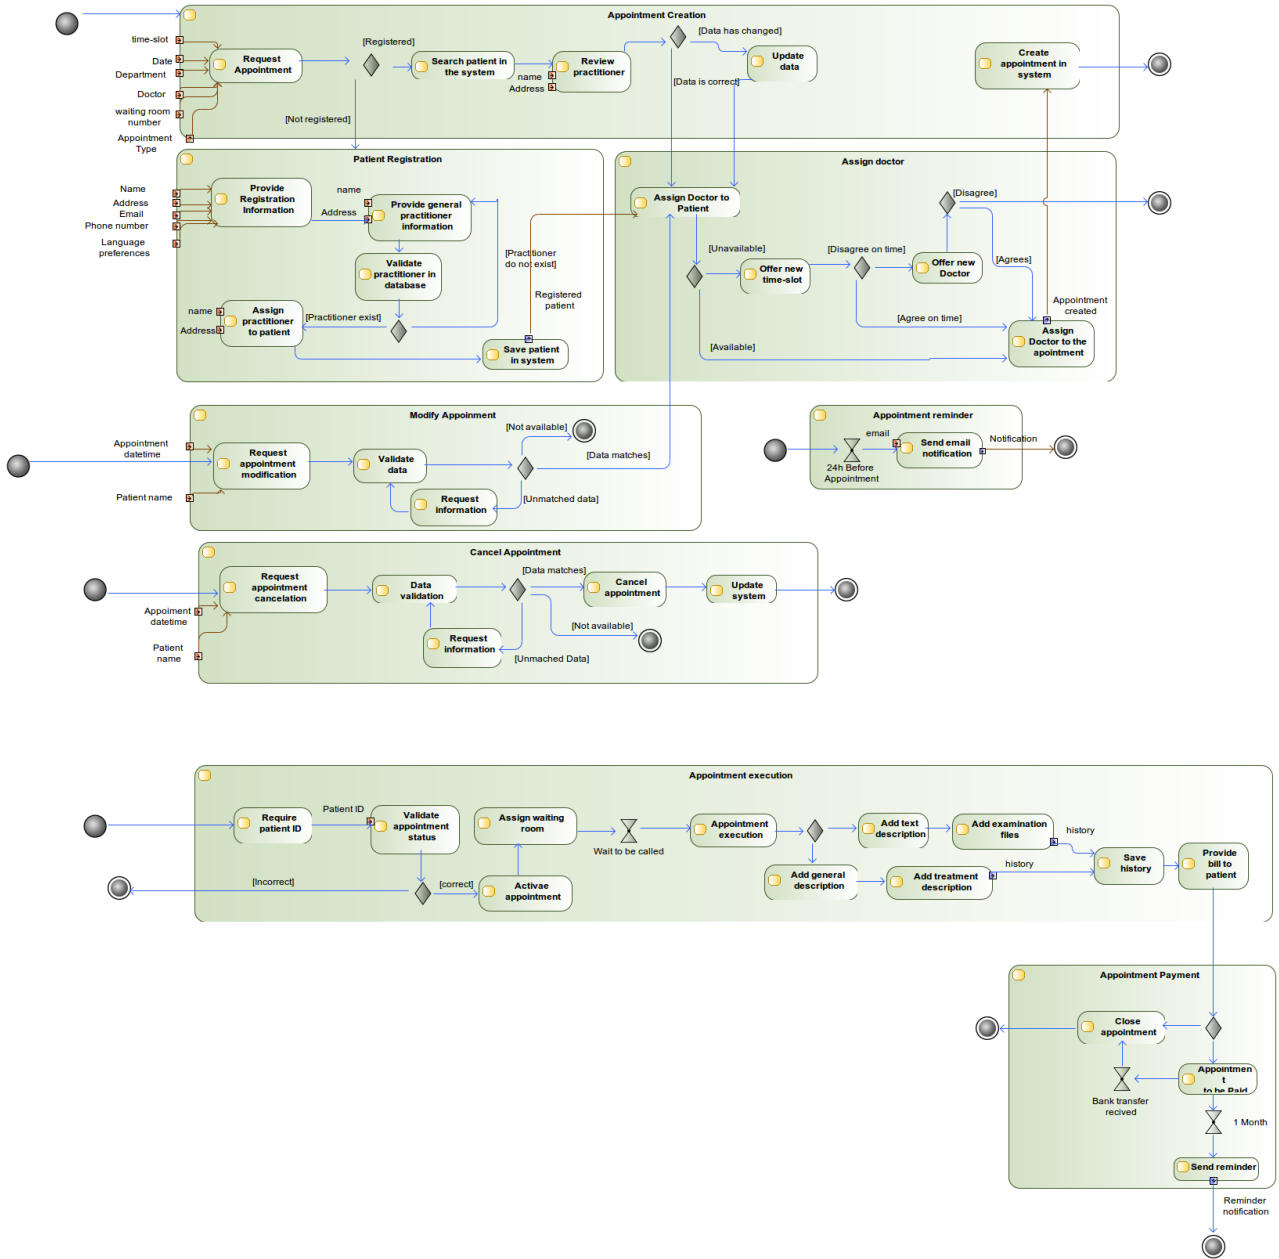 Appointment Creation
time-slot
Date
Department
Doctor
waiting room
number
Appointment
Type
Request
Appointment
[Registered]
[Not registered]
Search patient in
the system
name
Address
Review
practitioner
[Data has changed]
[Data is correct]
Update
data
Create
appointment in
system
Patient Registration
Name
Address
Email
Phone number
Language
preferences
Provide
Registration
Information
name
Address
Provide general
practitioner
information
Validate
practitioner in
database
[Practitioner
do not exist]
[Practitioner exist]
name
Address
Assign
practitioner
to patient
Registered
patient
Save patient
in system
Assign doctor
Assign Doctor to
Patient
[Unavailable]
[Available]
Offer new
time-slot
[Disagree on time]
[Agree on time]
Offer new
Doctor
[Disagree]
[Agrees]
Appointment
created
Assign
Doctor to the
apointment
Modify Appoinment
Appointment
datetime
Patient name
Request
appointment
modification
Validate
data
Request
information
[Not available]
[Data matches]
[Unmatched data]
Appointment reminder
24h Before
Appointment
email
Send email
notification
Notification
Cancel Appointment
Appoiment
datetime
Patient
name
Request
appointment
cancelation
Data
validation
Request
information
[Data matches]
[Not available]
[Unmached Data]
Cancel
appointment
Update
system
Appointment execution
Require
patient ID
Patient ID
Validate
appointment
status
[Incorrect]
[correct]
Activae
appointment
Assign waiting
room
Wait to be called
Appointment
execution
Add text
description
Add examination
files
history
Add general
description
Add treatment
description
history
Save
history
Provide
bill to
patient
Appointment Payment
Close
appointment
Appointmen
t
to be Paid
Bank transfer
recived
1 Month
Send reminder
Reminder
notification